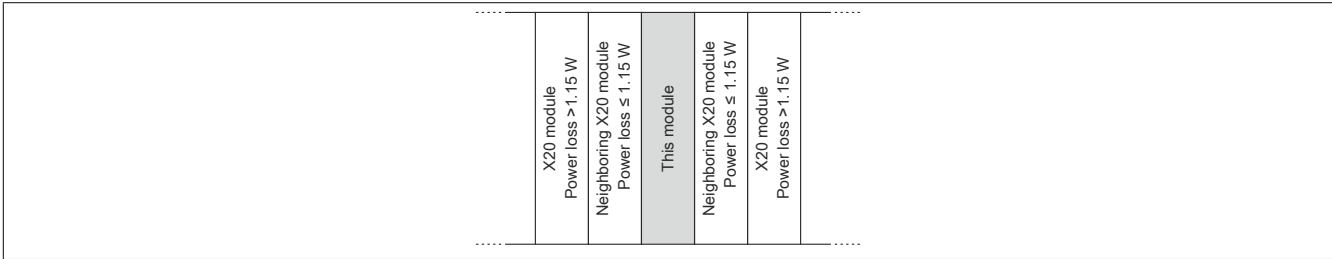 X20 module
Power loss >1.15 W
Neighboring X20 module
Power loss ≤ 1.15 W
This module
Neighboring X20 module
Power loss ≤ 1.15 W
X20 module
Power loss >1.15 W